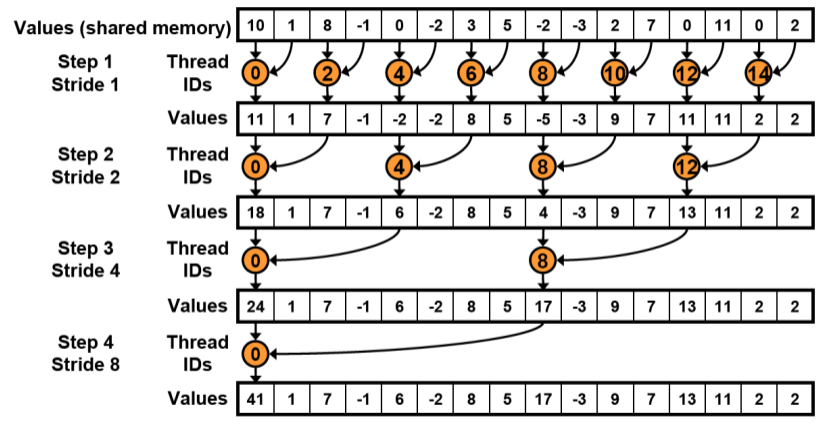 Values (shared memory) 10 1 8 -1 0 -2 3 5 -2 -3 2 7 0 11 0 2
Step 1 Thread 0 2 4 6 8 10 12 14
Stride 1 IDs
Values 11 1 7 -1 -2 -2 8 5 -5 -3 9 7 11 11 2 2
Step 2 Thread 0 4 8 12
Stride 2 IDs
Values 18 1 7 -1 6 -2 8 5 4 -3 9 7 13 11 2 2
Step 3 Thread 0 8
Stride 4 IDs
Values 24 1 7 -1 6 -2 8 5 17 -3 9 7 13 11 2 2
Step 4 Thread 0
Stride 8 IDs
Values 41 1 7 -1 6 -2 8 5 17 -3 9 7 13 11 2 2